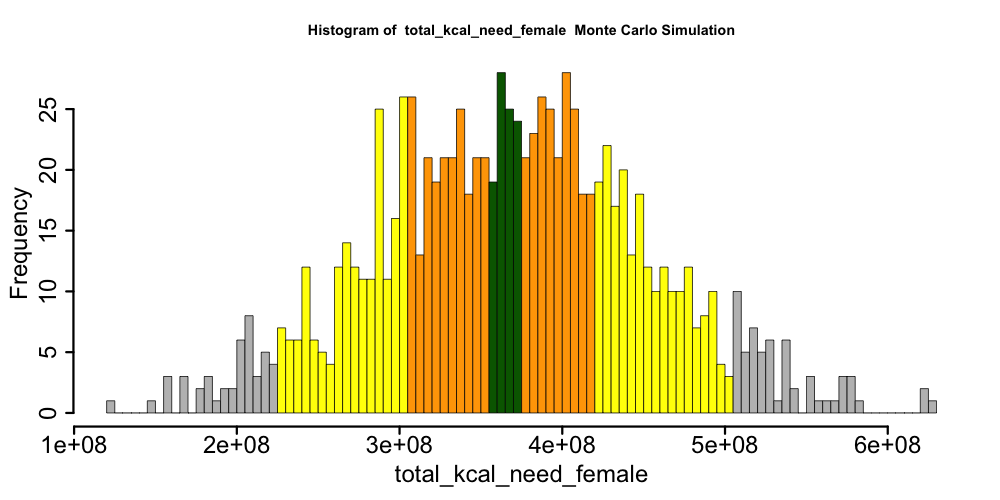 Histogram of total_kcal_need_female Monte Carlo Simulation
25
20
15
10
5
0
Frequency
1e+08 2e+08 3e+08 4e+08 5e+08 6e+08
total_kcal_need_female